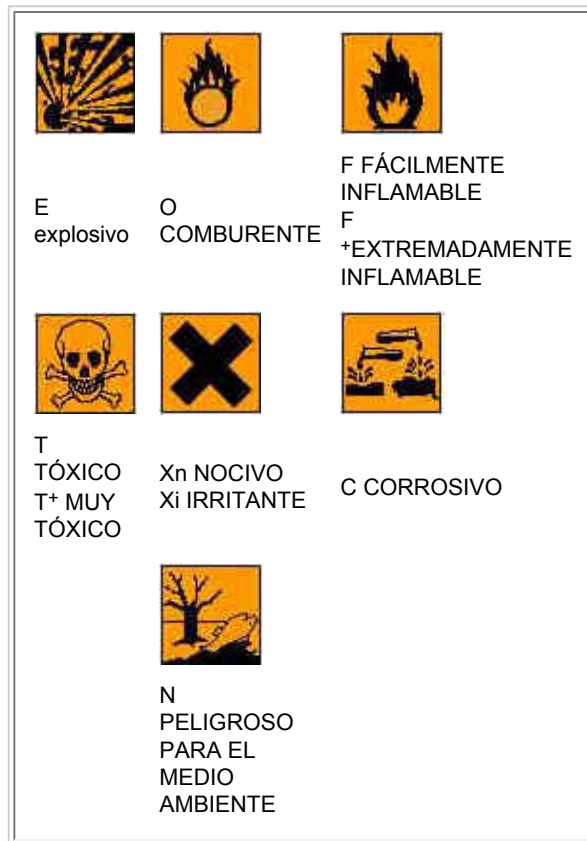 E
explosivo
O
COMBURENTE
F FÁCILMENTE
INFLAMABLE
F
+EXTREMADAMENTE
INFLAMABLE
T
TÓXICO
T+ MUY
TÓXICO
Xn NOCIVO
Xi IRRITANTE
C CORROSIVO
N
PELIGROSO
PARA EL
MEDIO
AMBIENTE